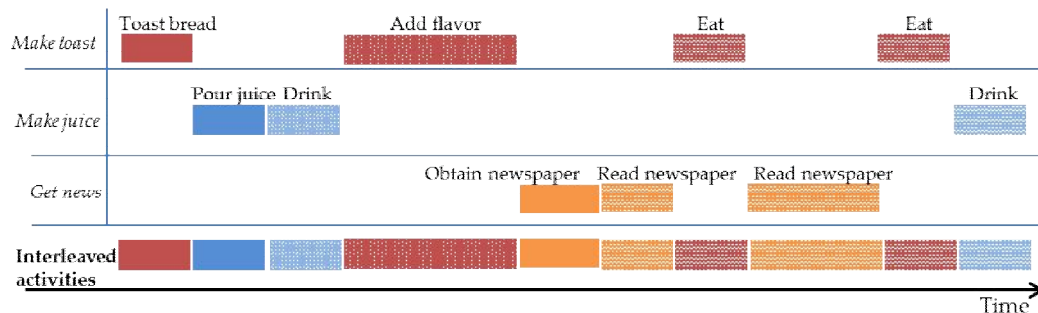 Toast bread Add flavor Eat Eat
Make toast
Pour juice Drink Drink
Make juice
Obtain newspaper Read newspaper Read newspaper
Get news
Interleaved
activities
Time